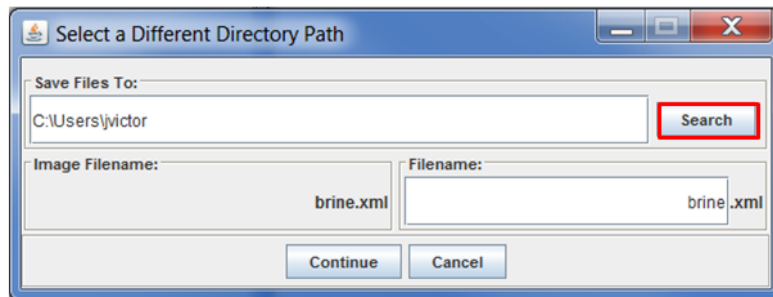 Select a Different Directory Path
Save Files To:
C:\Users\jvictor
Search
Image Filename:
brine.xml
Filename:
brine .xml
Continue
Cancel